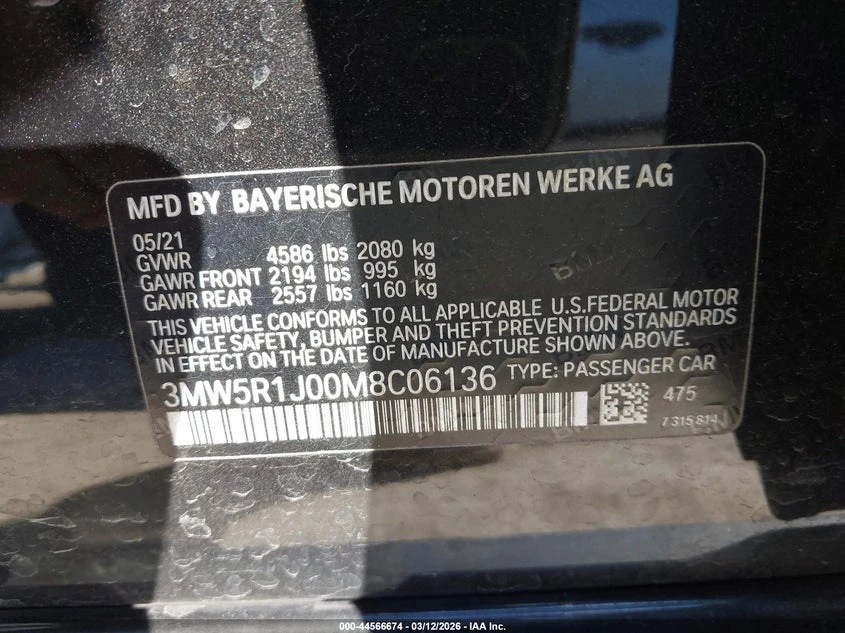 MFD BY BAYERISCHE MOTOREN WERKE AG
05/21
GVWR 4586 lbs 2080 kg
GAWR FRONT 2194 lbs 995 kg
GAWR REAR 2557 lbs 1160 kg
THIS VEHICLE CONFORMS TO ALL APPLICABLE U.S.FEDERAL MOTOR
VEHICLE SAFETY, BUMPER AND THEFT PREVENTION STANDARDS
IN EFFECT ON THE DATE OF MANUFACTURE SHOWN ABOVE.
3MW5R1J00M8C06136 TYPE: PASSENGER CAR
475
7315814
000-44566674 - 03/12/2026 - IAA Inc.